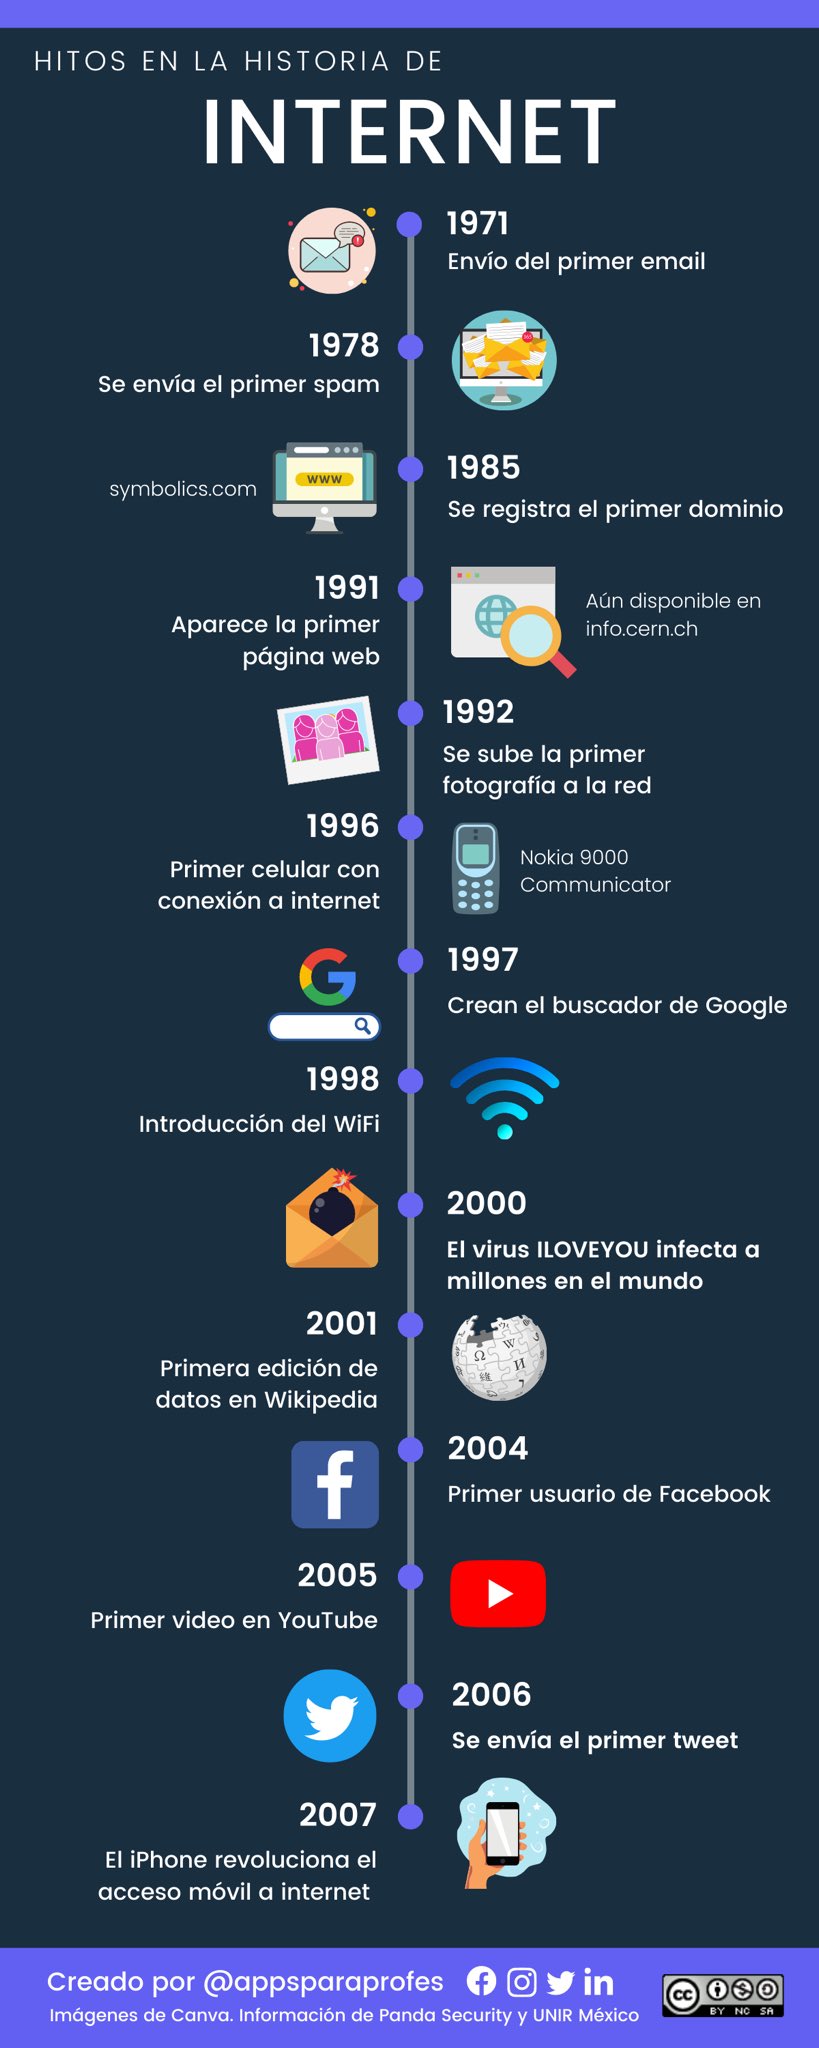 HITOS EN LA HISTORIA DE
INTERNET
1971
Envío del primer email
1978
Se envía el primer spam
symbolics.com
WWW
1985
Se registra el primer dominio
1991
Aparece la primer
página web
Aún disponible en
info.cern.ch
1992
Se sube la primer
fotografía a la red
1996
Primer celular con
conexión a internet
Nokia 9000
Communicator
G
1997
Crean el buscador de Google
1998
Introducción del WiFi
2000
El virus ILOVEYOU infecta a
millones en el mundo
2001
Primera edición de
datos en Wikipedia
Ω W
維 И
f
2004
Primer usuario de Facebook
2005
Primer video en YouTube
2006
Se envía el primer tweet
2007
El iPhone revoluciona el
acceso móvil a internet
Creado por @appsparaprofes
in
Imágenes de Canva. Información de Panda Security y UNIR México
cc
BY NC SA